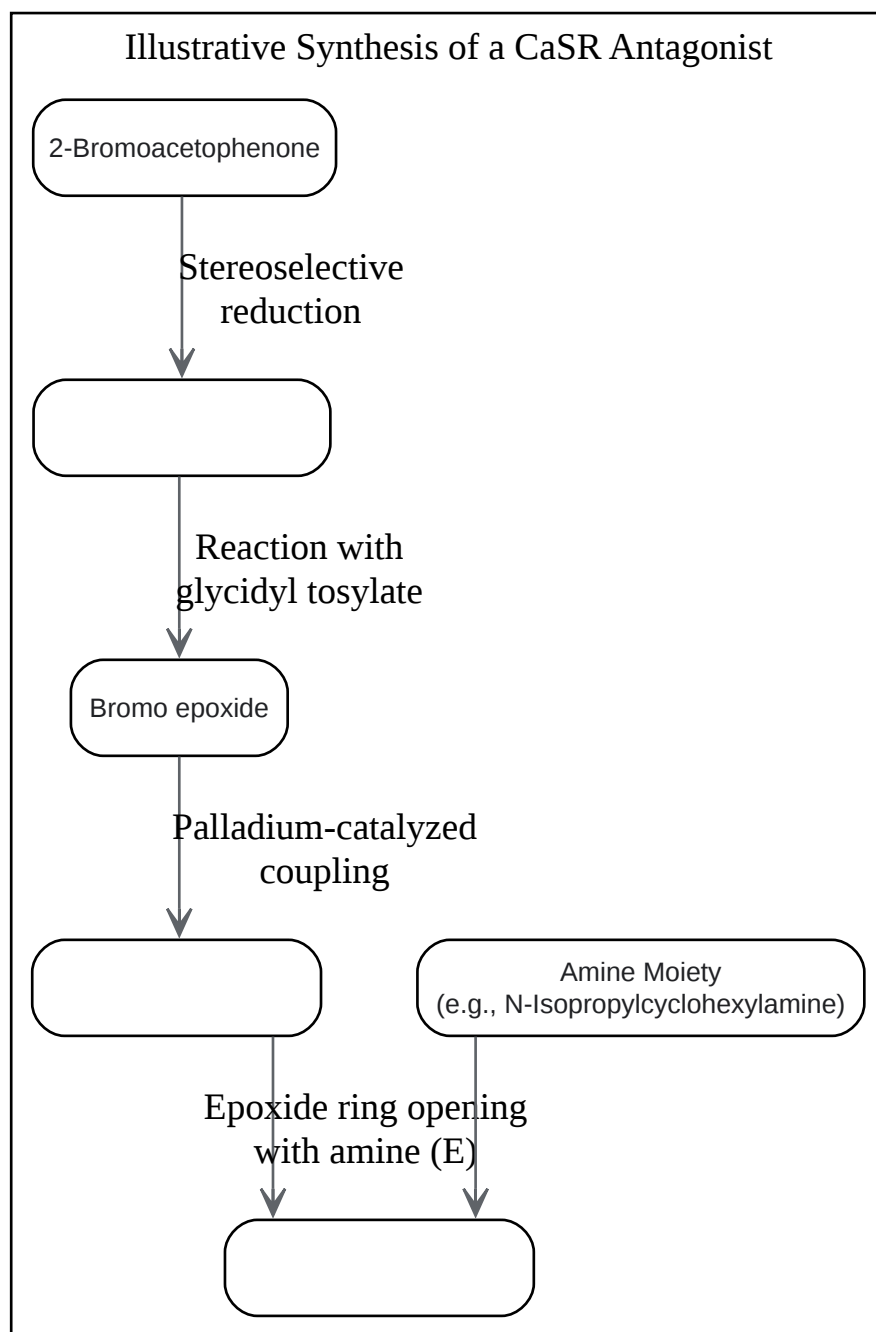 Illustrative Synthesis of a CaSR Antagonist
2-Bromoacetophenone
Stereoselective
reduction
Reaction with
glycidyl tosylate
Bromo epoxide
Palladium-catalyzed
coupling
Amine Moiety
(e.g., N-Isopropylcyclohexylamine)
Epoxide ring opening
with amine (E)